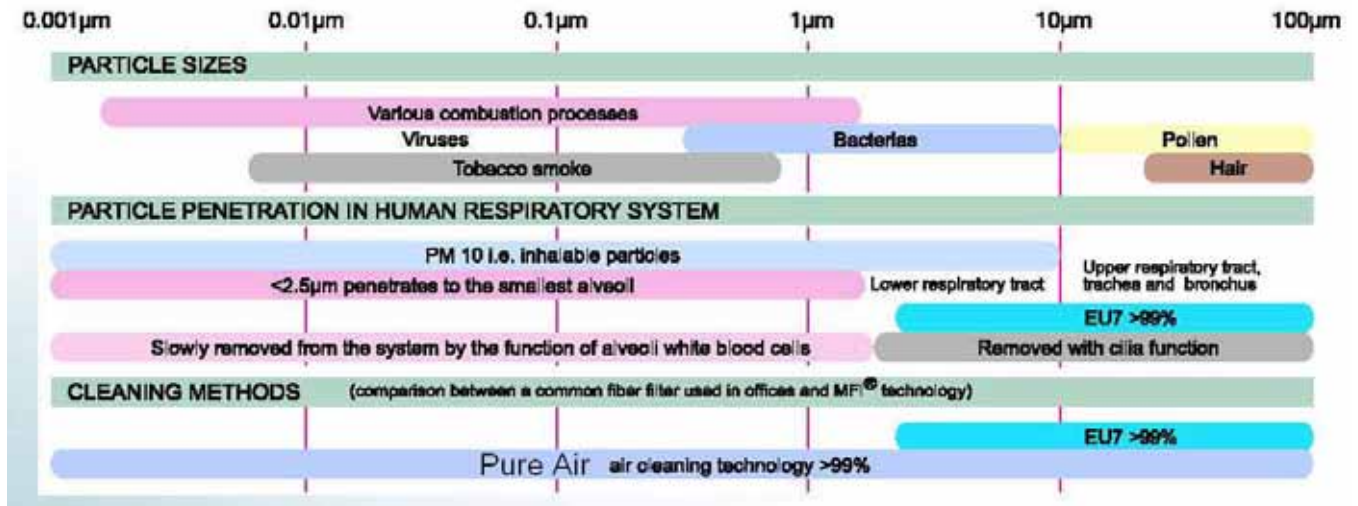 0.001µm 0.01µm 0.1µm 1µm 10µm 100µm
PARTICLE SIZES
Various combustion processes
Viruses Bacterias Pollen
Tobacco smoke Hair
PARTICLE PENETRATION IN HUMAN RESPIRATORY SYSTEM
PM 10 i.e. inhalable particles
<2.5µm penetrates to the smallest alveoli Lower respiratory tract
Upper respiratory tract,
trachea and bronchus
EU7 >99%
Slowly removed from the system by the function of alveoli white blood cells Removed with cilia function
CLEANING METHODS (comparison between a common fiber filter used in offices and MFI® technology)
EU7 >99%
Pure Air air cleaning technology >99%